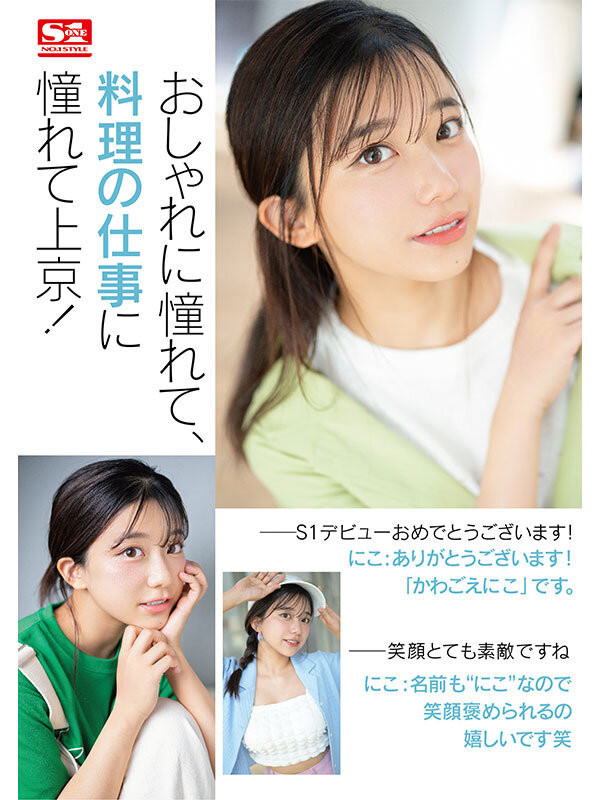 S1
ONE
NO.1 STYLE
おしゃれに憧れて、
料理の仕事に
憧れて上京!
──S1デビューおめでとうございます!
にこ:ありがとうございます!
「かわごえにこ」です。
──笑顔とても素敵ですね
にこ:名前も“にこ”なので
笑顔褒められるの
嬉しいです笑